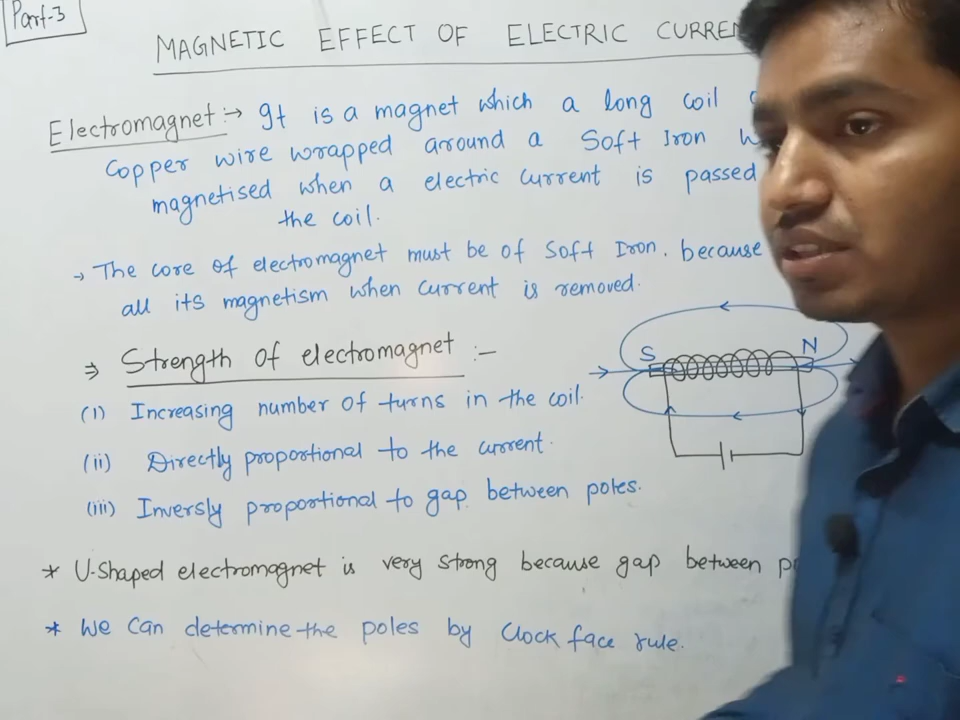 Part-3
MAGNETIC EFFECT OF ELECTRIC CURREN
Electromagnet :→ It is a magnet which a long coil
copper wire wrapped around a Soft Iron
magnetised when a electric current is passed
the coil.
→ The core of electromagnet must be of Soft Iron. because
all its magnetism when current is removed.
⇒ Strength of electromagnet :-
(i) Increasing number of turns in the coil.
(ii) Directly proportional to the current.
(iii) Inversly proportional to gap between poles.
S N
* U-Shaped electromagnet is very strong because gap between
* We can determine the poles by Clock face rule.